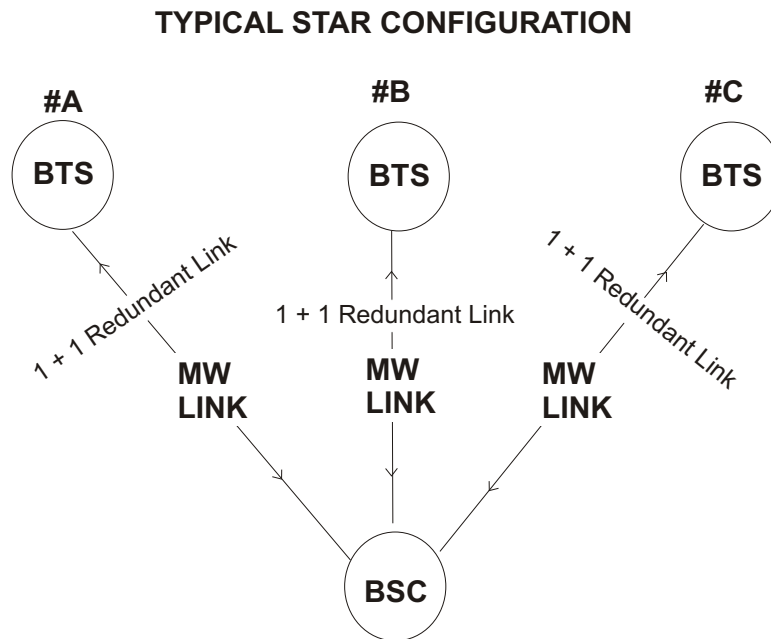 TYPICAL STAR CONFIGURATION
#A
#B
#C
BTS
BTS
BTS
1 + 1 Redundant Link
1 + 1 Redundant Link
1 + 1 Redundant Link
MW
LINK
MW
LINK
MW
LINK
BSC